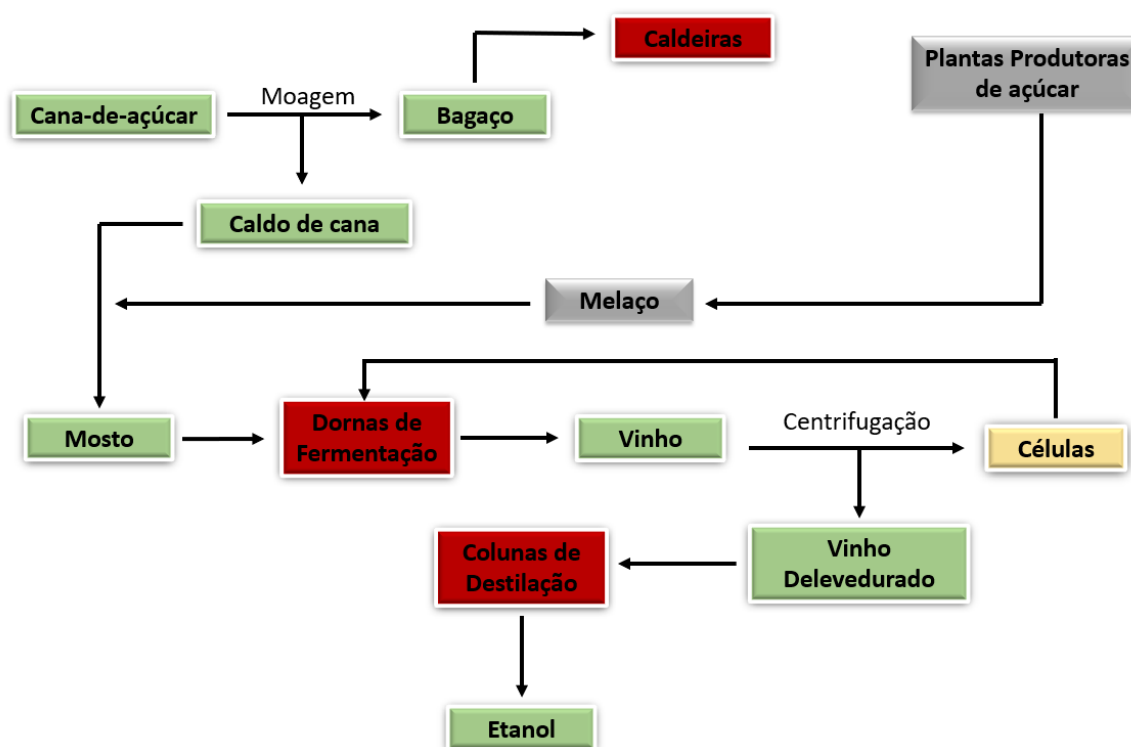 Caldeiras
Plantas Produtoras
de açúcar
Cana-de-açúcar
Moagem
Bagaço
Caldo de cana
Melaço
Mosto
Dornas de
Fermentação
Vinho
Centrifugação
Células
Colunas de
Destilação
Vinho
Delevedurado
Etanol